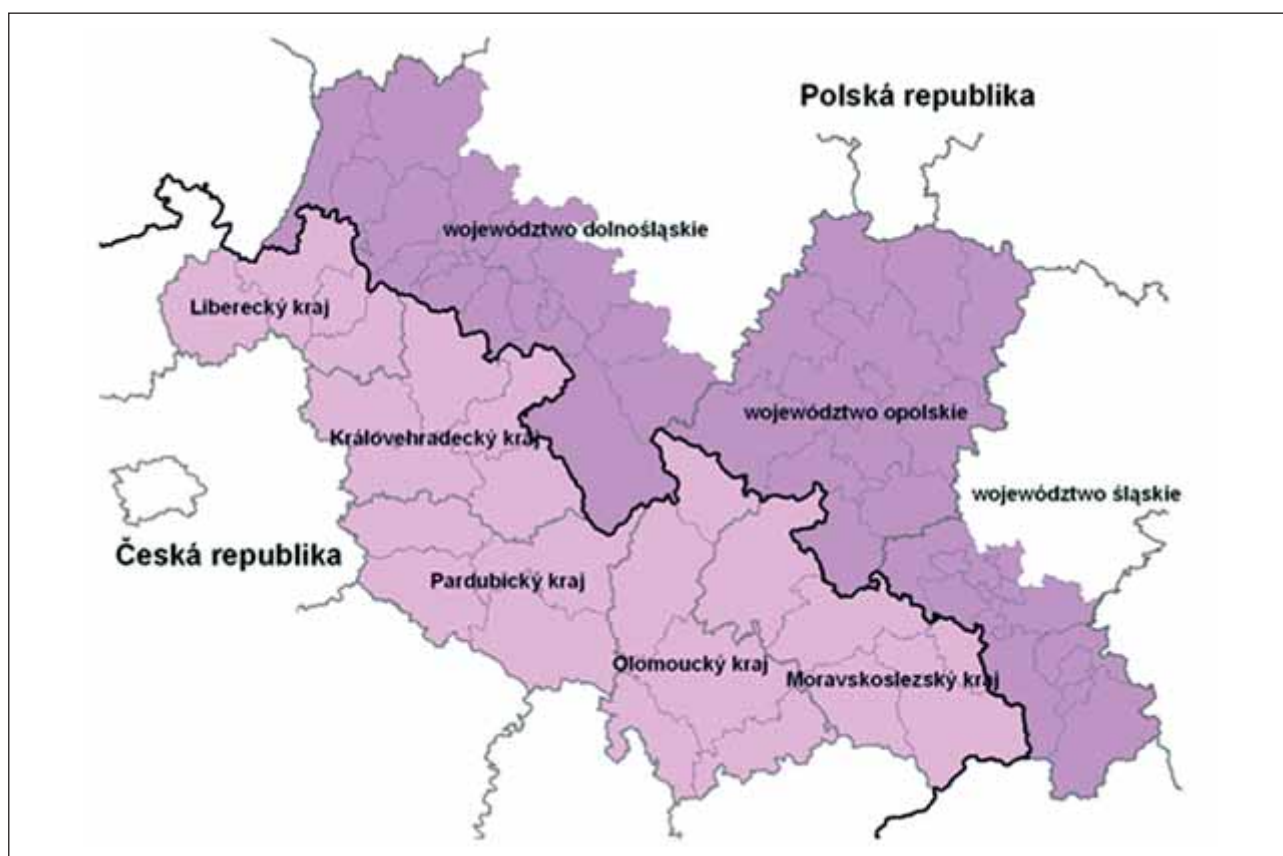 Polská republika
województwo dolnośląskie
Liberecký kraj
województwo opolskie
Královehradecký kraj
województwo śląskie
Česká republika
Pardubický kraj
Olomoucký kraj
Moravskoslezský kraj